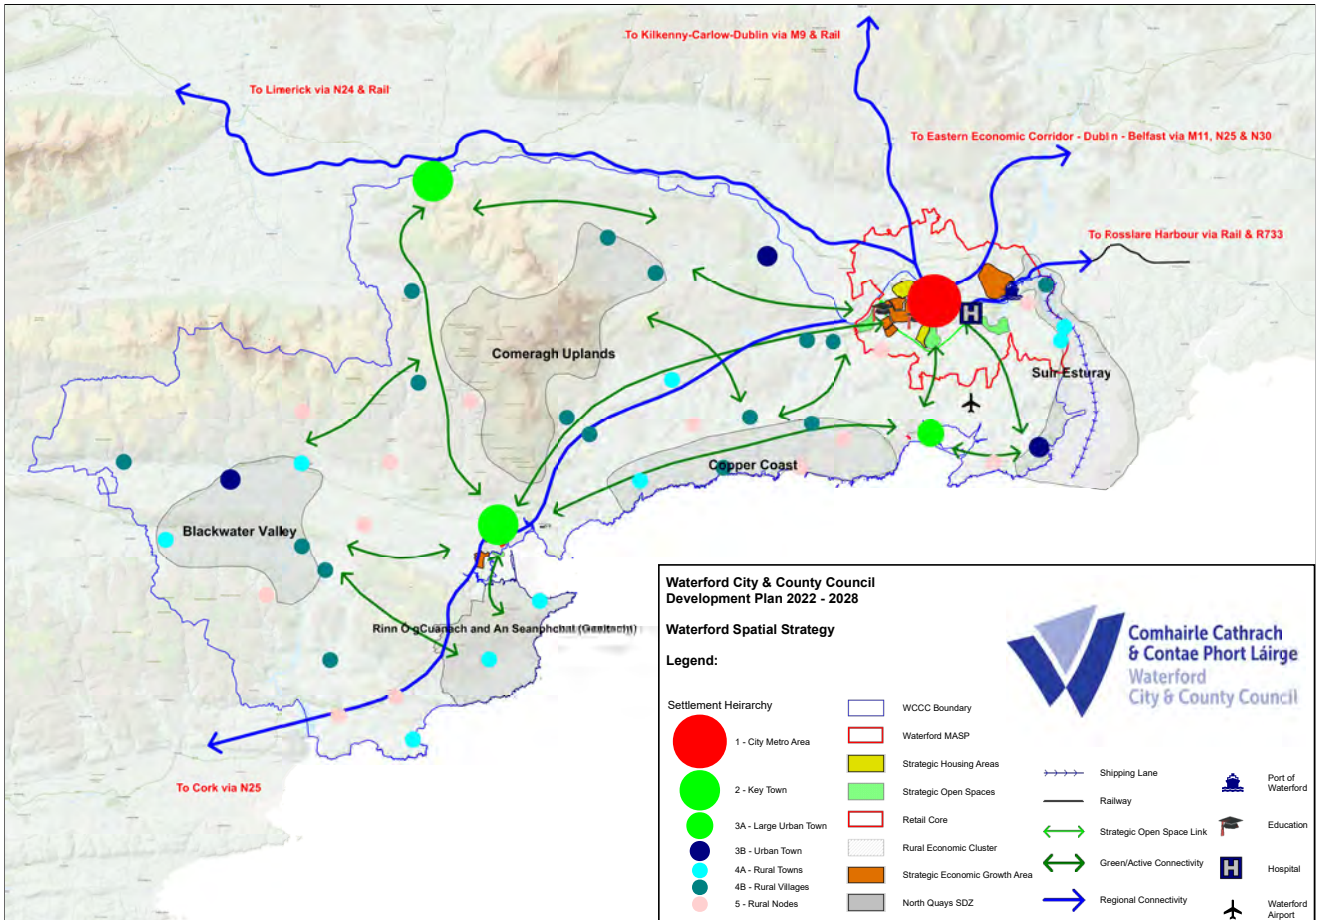 To Kilkenny-Carlow-Dublin via M9 & Rail
To Limerick via N24 & Rail
To Eastern Economic Corridor - Dublin - Belfast via M11, N25 & N30
To Rosslare Harbour via Rail & R733
Comeragh Uplands
Suir Esturay
Copper Coast
Blackwater Valley
Rinn O gCuanach and An Seanphobal
To Cork via N25
Waterford City & County Council
Development Plan 2022 - 2028
Waterford Spatial Strategy
Legend:
Comhairle Cathrach
& Contae Phort Láirge
Waterford
City & County Council
Settlement Heirarchy
1 - City Metro Area
2 - Key Town
3A - Large Urban Town
3B - Urban Town
4A - Rural Towns
4B - Rural Villages
5 - Rural Nodes
WCCC Boundary
Waterford MASP
Strategic Housing Areas
Strategic Open Spaces
Retail Core
Rural Economic Cluster
Strategic Economic Growth Area
North Quays SDZ
Shipping Lane
Railway
Strategic Open Space Link
Green/Active Connectivity
Regional Connectivity
Port of
Waterford
Education
H
Hospital
Waterford
Airport
H